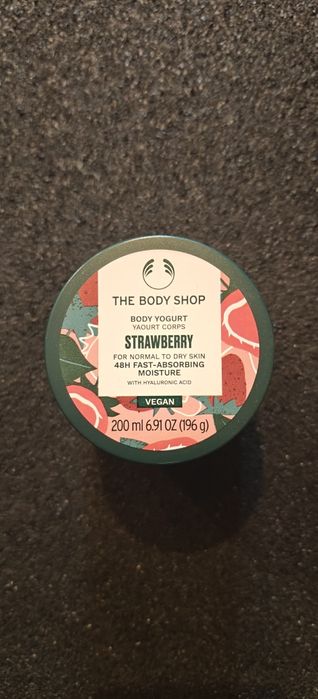 THE BODY SHOP
BODY YOGURT
YAOURT CORPS
STRAWBERRY
FOR NORMAL TO DRY SKIN
48H FAST-ABSORBING
MOISTURE
WITH HYALURONIC ACID
VEGAN
200 ml 6.91 OZ (196 g)